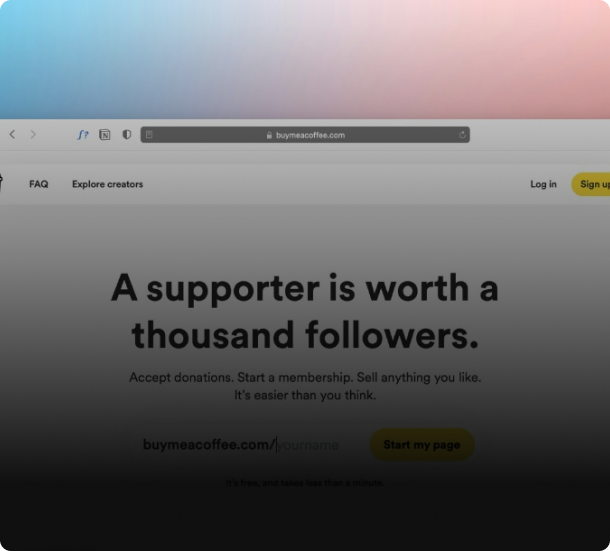 buymeacoffee.com
FAQ Explore creators Log in Sign up
A supporter is worth a
thousand followers.
Accept donations. Start a membership. Sell anything you like.
It's easier than you think.
buymeacoffee.com/yourname Start my page
It's free, and takes less than a minute.